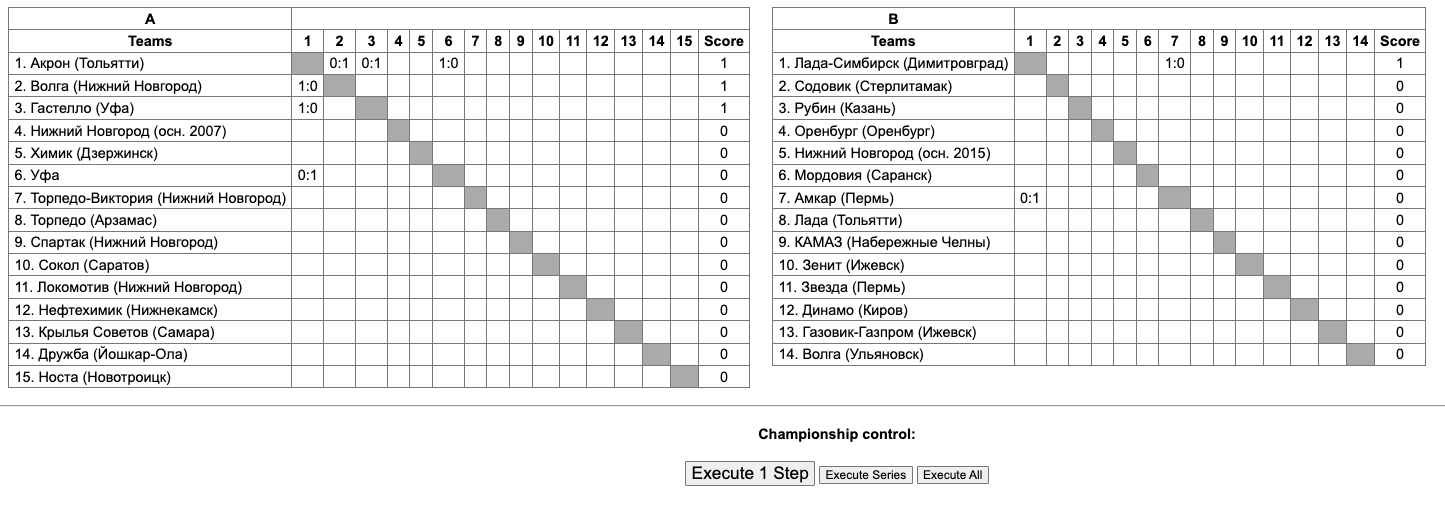 A
Teams 1 2 3 4 5 6 7 8 9 10 11 12 13 14 15 Score
1. Акрон (Тольятти) 0:1 0:1 1:0 1
2. Волга (Нижний Новгород) 1:0 1
3. Гастелло (Уфа) 1:0 1
4. Нижний Новгород (осн. 2007) 0
5. Химик (Дзержинск) 0
6. Уфа 0:1 0
7. Торпедо-Виктория (Нижний Новгород) 0
8. Торпедо (Арзамас) 0
9. Спартак (Нижний Новгород) 0
10. Сокол (Саратов) 0
11. Локомотив (Нижний Новгород) 0
12. Нефтехимик (Нижнекамск) 0
13. Крылья Советов (Самара) 0
14. Дружба (Йошкар-Ола) 0
15. Носта (Новотроицк) 0
B
Teams 1 2 3 4 5 6 7 8 9 10 11 12 13 14 Score
1. Лада-Симбирск (Димитровград) 1:0 1
2. Содовик (Стерлитамак) 0
3. Рубин (Казань) 0
4. Оренбург (Оренбург) 0
5. Нижний Новгород (осн. 2015) 0
6. Мордовия (Саранск) 0
7. Амкар (Пермь) 0:1 0
8. Лада (Тольятти) 0
9. КАМАЗ (Набережные Челны) 0
10. Зенит (Ижевск) 0
11. Звезда (Пермь) 0
12. Динамо (Киров) 0
13. Газовик-Газпром (Ижевск) 0
14. Волга (Ульяновск) 0
Championship control:
Execute 1 Step Execute Series Execute All